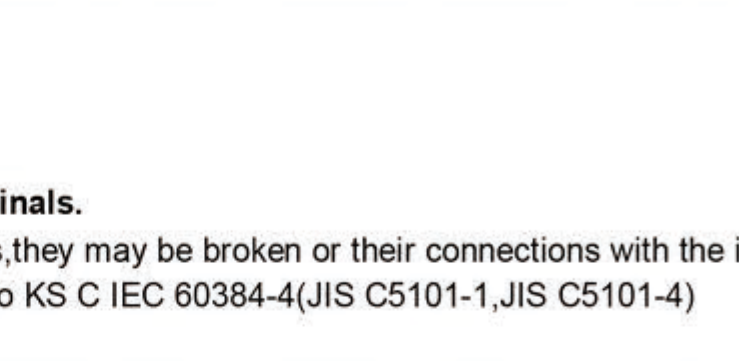 inals.
,they may be broken or their connections with the
o KS C IEC 60384-4(JIS C5101-1,JIS C5101-4)